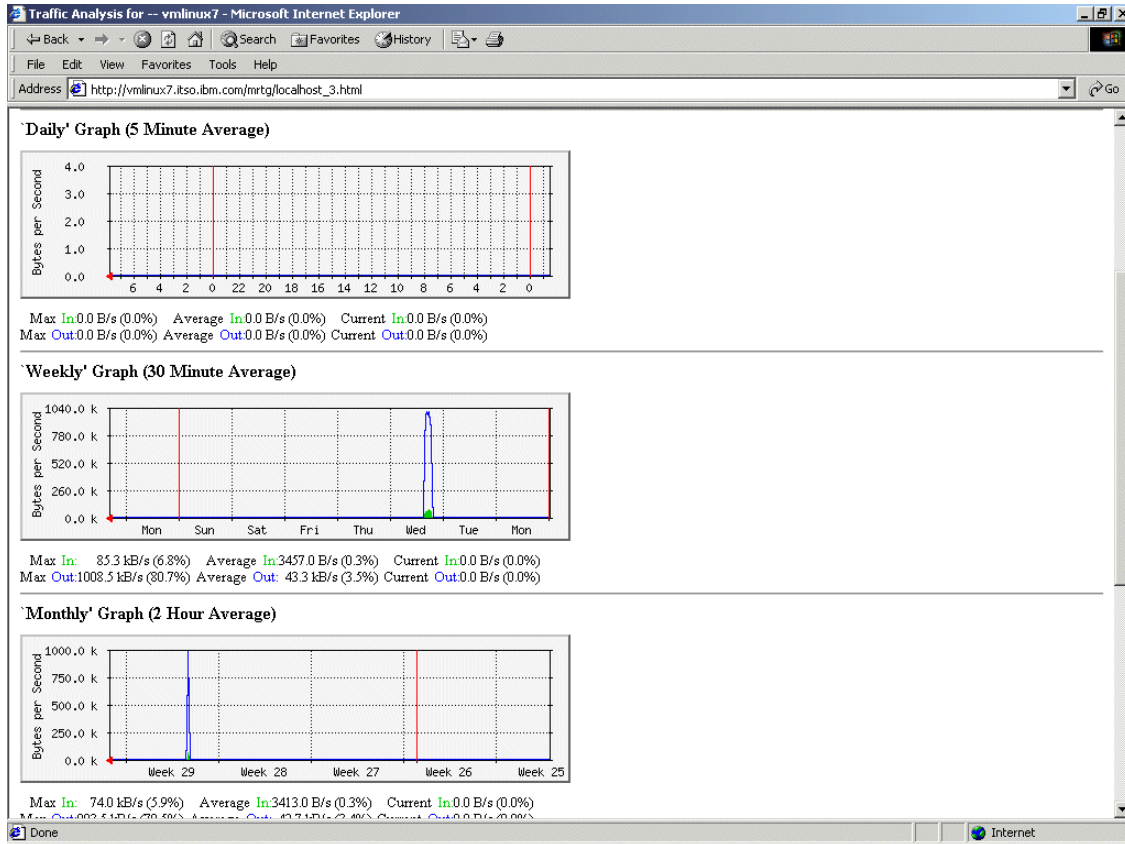 Traffic Analysis for -- vmlinux7 - Microsoft Internet Explorer
Back Search Favorites History
File Edit View Favorites Tools Help
Address http://vmlinux7.itso.ibm.com/mrtg/localhost_3.html Go
`Daily' Graph (5 Minute Average)
Bytes per Second
4.0
3.0
2.0
1.0
0.0
6 4 2 0 22 20 18 16 14 12 10 8 6 4 2 0
Max In:0.0 B/s (0.0%) Average In:0.0 B/s (0.0%) Current In:0.0 B/s (0.0%)
Max Out:0.0 B/s (0.0%) Average Out:0.0 B/s (0.0%) Current Out:0.0 B/s (0.0%)
`Weekly' Graph (30 Minute Average)
Bytes per Second
1040.0 k
780.0 k
520.0 k
260.0 k
0.0 k
Mon Sun Sat Fri Thu Wed Tue Mon
Max In: 85.3 kB/s (6.8%) Average In:3457.0 B/s (0.3%) Current In:0.0 B/s (0.0%)
Max Out:1008.5 kB/s (80.7%) Average Out: 43.3 kB/s (3.5%) Current Out:0.0 B/s (0.0%)
`Monthly' Graph (2 Hour Average)
Bytes per Second
1000.0 k
750.0 k
500.0 k
250.0 k
0.0 k
Week 29 Week 28 Week 27 Week 26 Week 25
Max In: 74.0 kB/s (5.9%) Average In:3413.0 B/s (0.3%) Current In:0.0 B/s (0.0%)
Done Internet